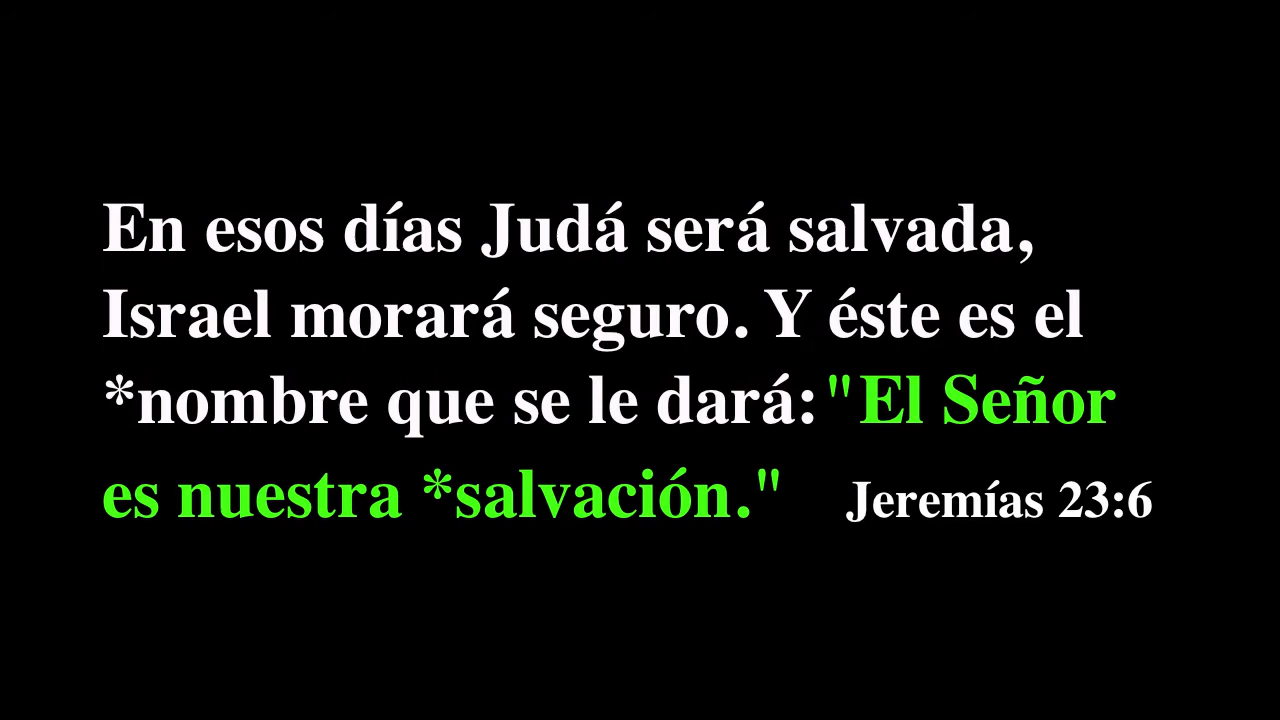 En esos días Judá será salvada,
Israel morará seguro. Y éste es el
*nombre que se le dará:"El Señor
es nuestra *salvación." Jeremías 23:6